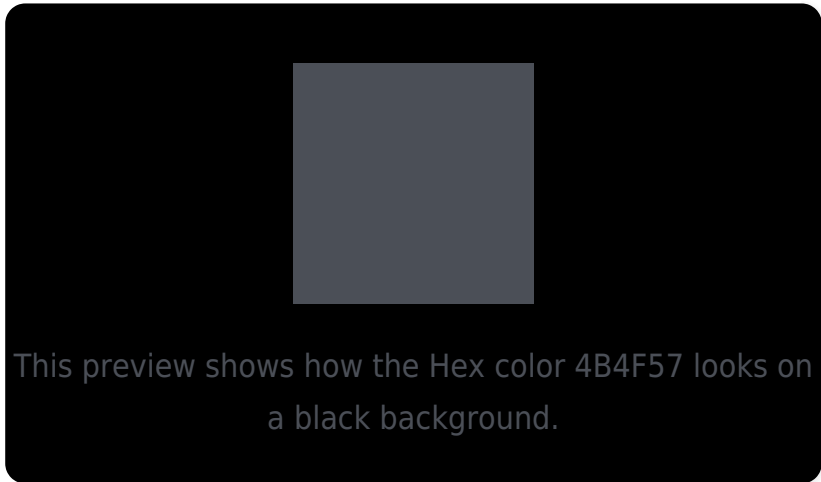 This preview shows how the Hex color 4B4F57 looks on
a black background.